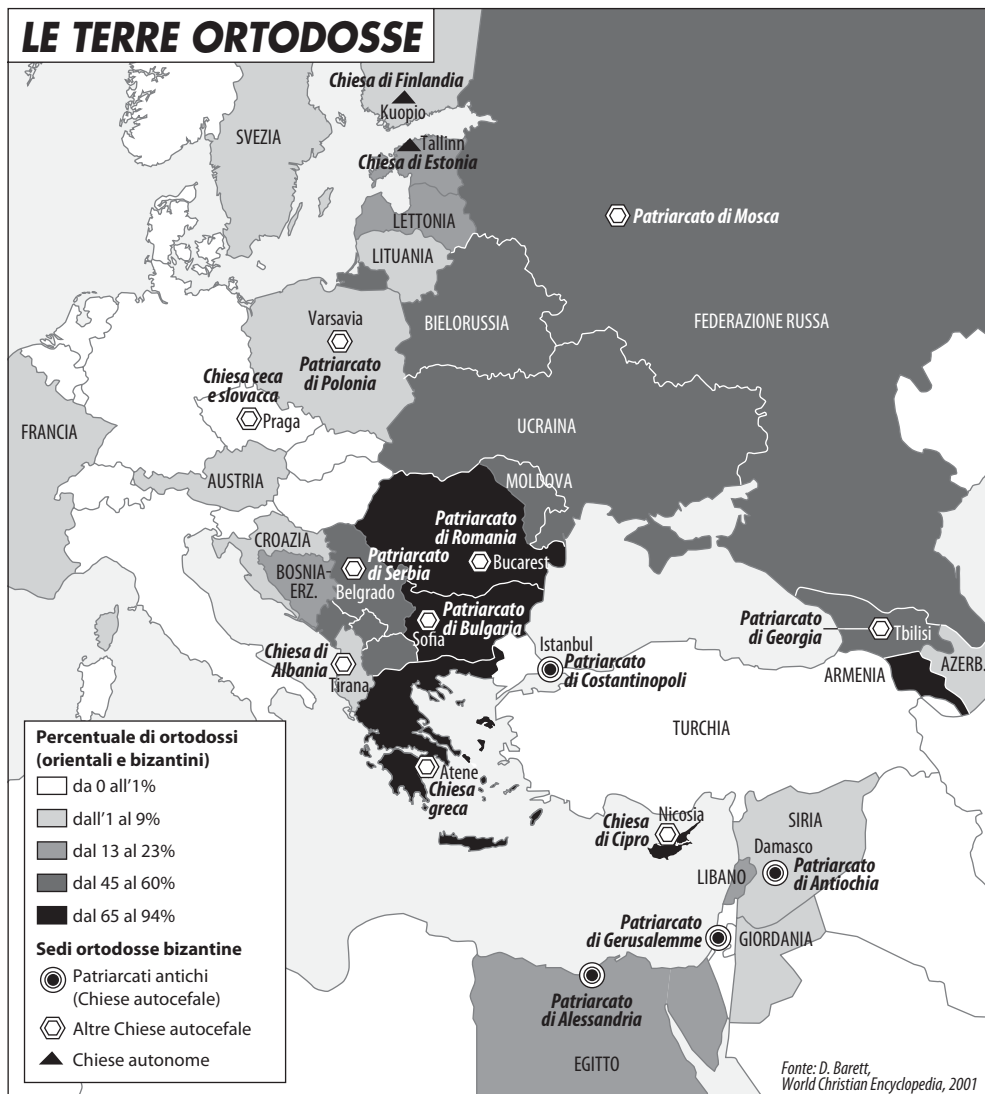 LE TERRE ORTODOSSE
Chiesa di Finlandia
Kuopio
SVEZIA
Tallinn
Chiesa di Estonia
Patriarcato di Mosca
LETTONIA
LITUANIA
Varsavia
BIELORUSSIA
FEDERAZIONE RUSSA
Patriarcato
di Polonia
Chiesa ceca
e slovacca
Praga
FRANCIA
UCRAINA
AUSTRIA
MOLDOVA
Patriarcato
di Romania
Bucarest
CROAZIA
BOSNIA-
ERZ.
Patriarcato
di Serbia
Belgrado
Patriarcato
di Bulgaria
Sofia
Patriarcato
di Georgia
Tbilisi
Chiesa di
Albania
Tirana
Istanbul
Patriarcato
di Costantinopoli
ARMENIA
AZERB.
TURCHIA
Atene
Chiesa
greca
Nicosia
Chiesa
di Cipro
SIRIA
Damasco
Patriarcato
di Antiochia
LIBANO
Patriarcato
di Gerusalemme
GIORDANIA
Patriarcato
di Alessandria
EGITTO
Percentuale di ortodossi
(orientali e bizantini)
da 0 all'1%
dall'1 al 9%
dal 13 al 23%
dal 45 al 60%
dal 65 al 94%
Sedi ortodosse bizantine
Patriarcati antichi
(Chiese autocefale)
Altre Chiese autocefale
Chiese autonome
Fonte: D. Barett,
World Christian Encyclopedia, 2001